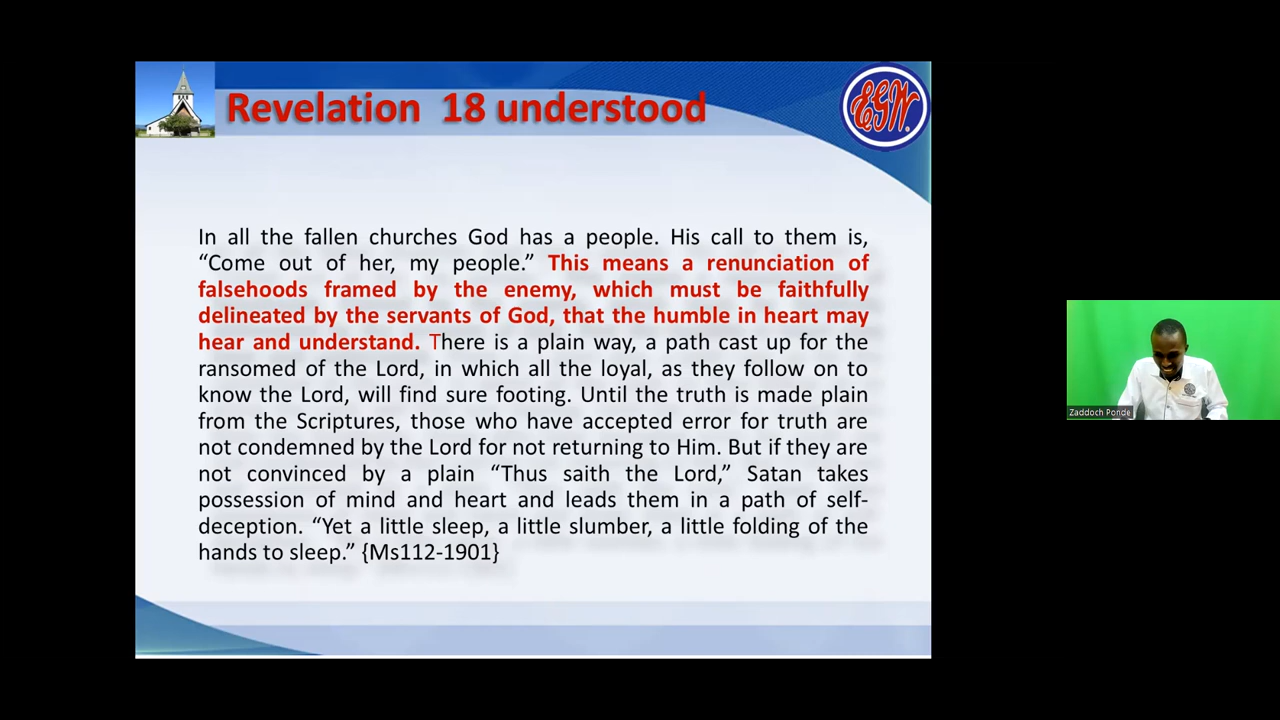 Revelation 18 understood
EGW.
In all the fallen churches God has a people. His call to them is,
“Come out of her, my people.” This means a renunciation of
falsehoods framed by the enemy, which must be faithfully
delineated by the servants of God, that the humble in heart may
hear and understand. There is a plain way, a path cast up for the
ransomed of the Lord, in which all the loyal, as they follow on to
know the Lord, will find sure footing. Until the truth is made plain
from the Scriptures, those who have accepted error for truth are
not condemned by the Lord for not returning to Him. But if they are
not convinced by a plain “Thus saith the Lord,” Satan takes
possession of mind and heart and leads them in a path of self-
deception. “Yet a little sleep, a little slumber, a little folding of the
hands to sleep.” {Ms112-1901}
Zaddoch Ponde